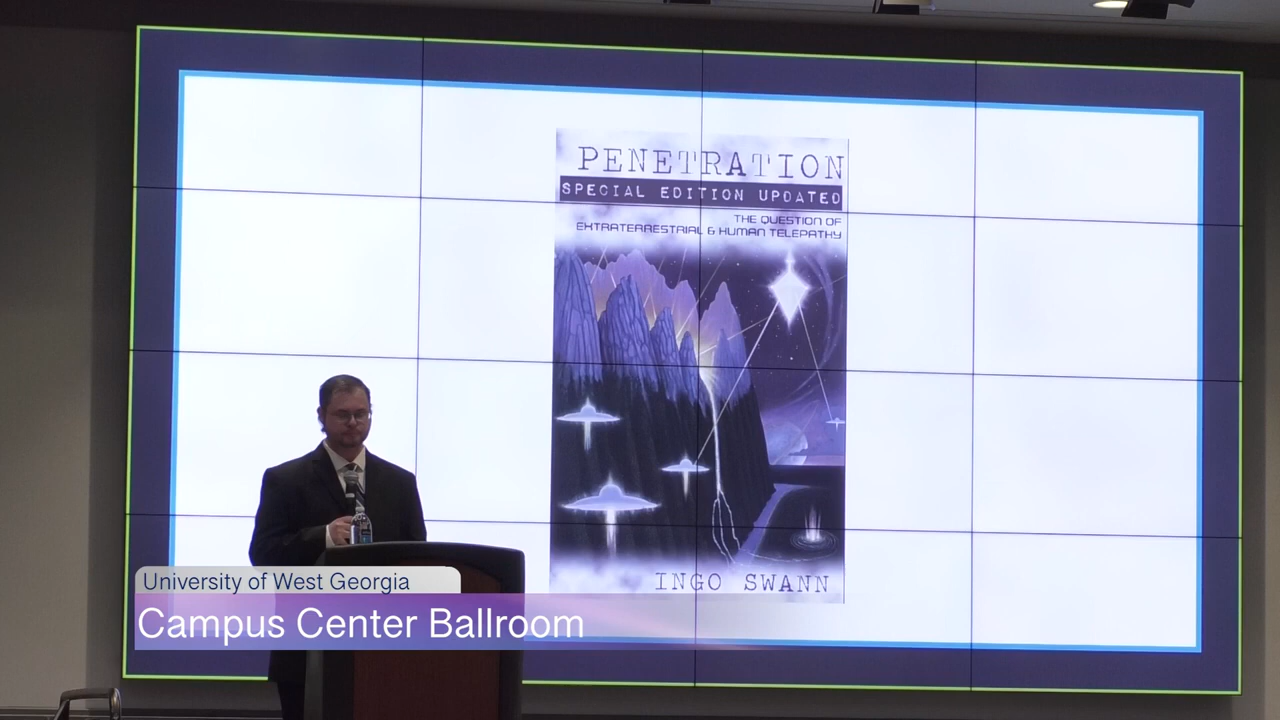 PENETRATION
SPECIAL EDITION UPDATED
THE QUESTION OF
EXTRATERRESTRIAL & HUMAN TELEPATHY
INGO SWANN
University of West Georgia
Campus Center Ballroom